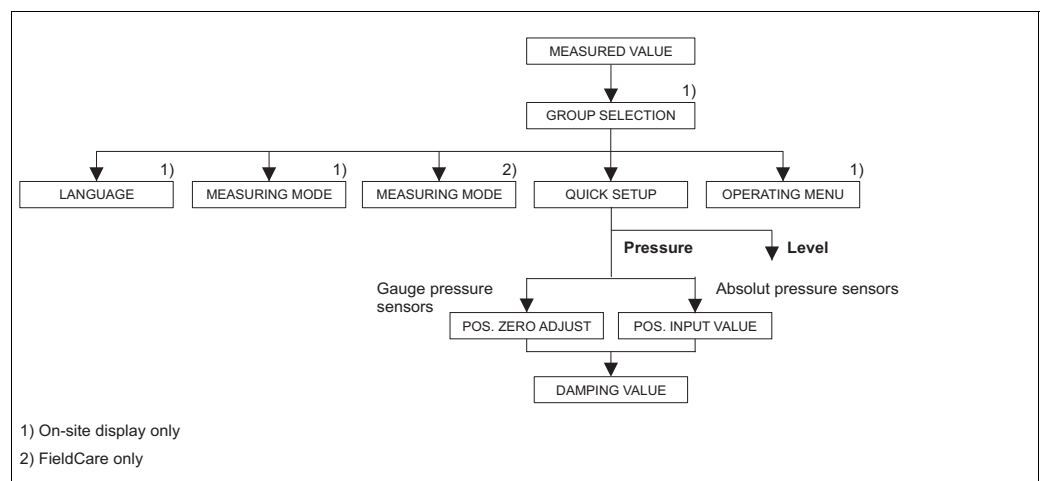 MEASURED VALUE
1)
GROUP SELECTION
1)
1)
2)
1)
LANGUAGE
MEASURING MODE
MEASURING MODE
QUICK SETUP
OPERATING MENU
Pressure
Level
Gauge pressure
sensors
Absolut pressure sensors
POS. ZERO ADJUST
POS. INPUT VALUE
DAMPING VALUE
1) On-site display only
2) FieldCare only